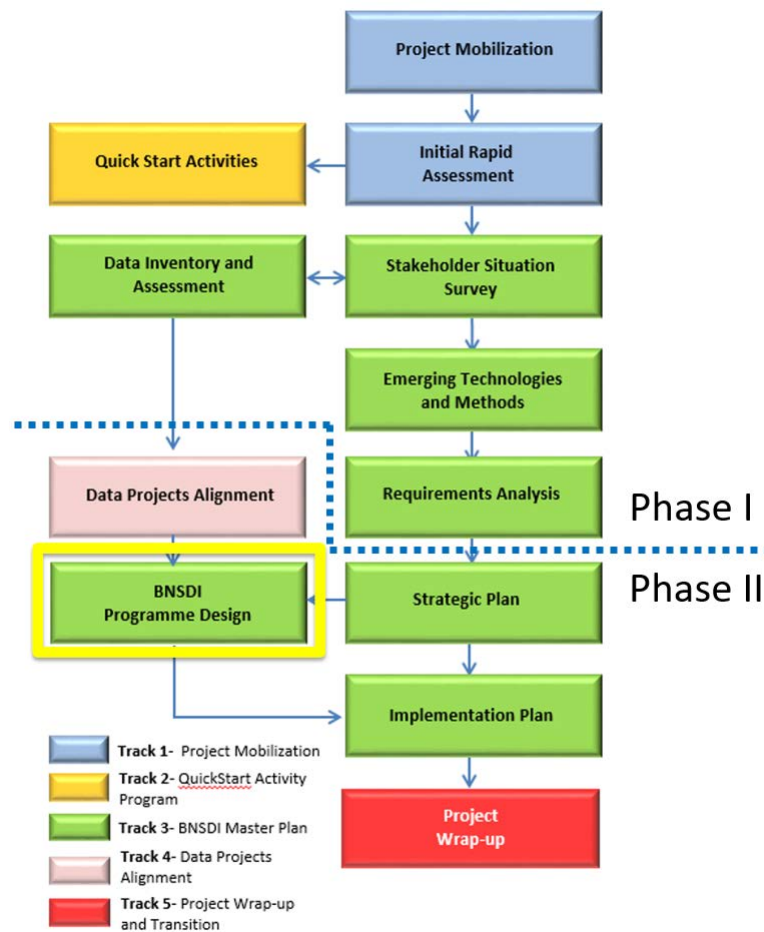 Project Mobilization
Quick Start Activities
Initial Rapid
Assessment
Data Inventory and
Assessment
Stakeholder Situation
Survey
Emerging Technologies
and Methods
Data Projects Alignment
Requirements Analysis
Phase I
BNSDI
Programme Design
Strategic Plan
Phase II
Implementation Plan
Project
Wrap-up
Track 1- Project Mobilization
Track 2- QuickStart Activity
Program
Track 3- BNSDI Master Plan
Track 4- Data Projects
Alignment
Track 5- Project Wrap-up
and Transition